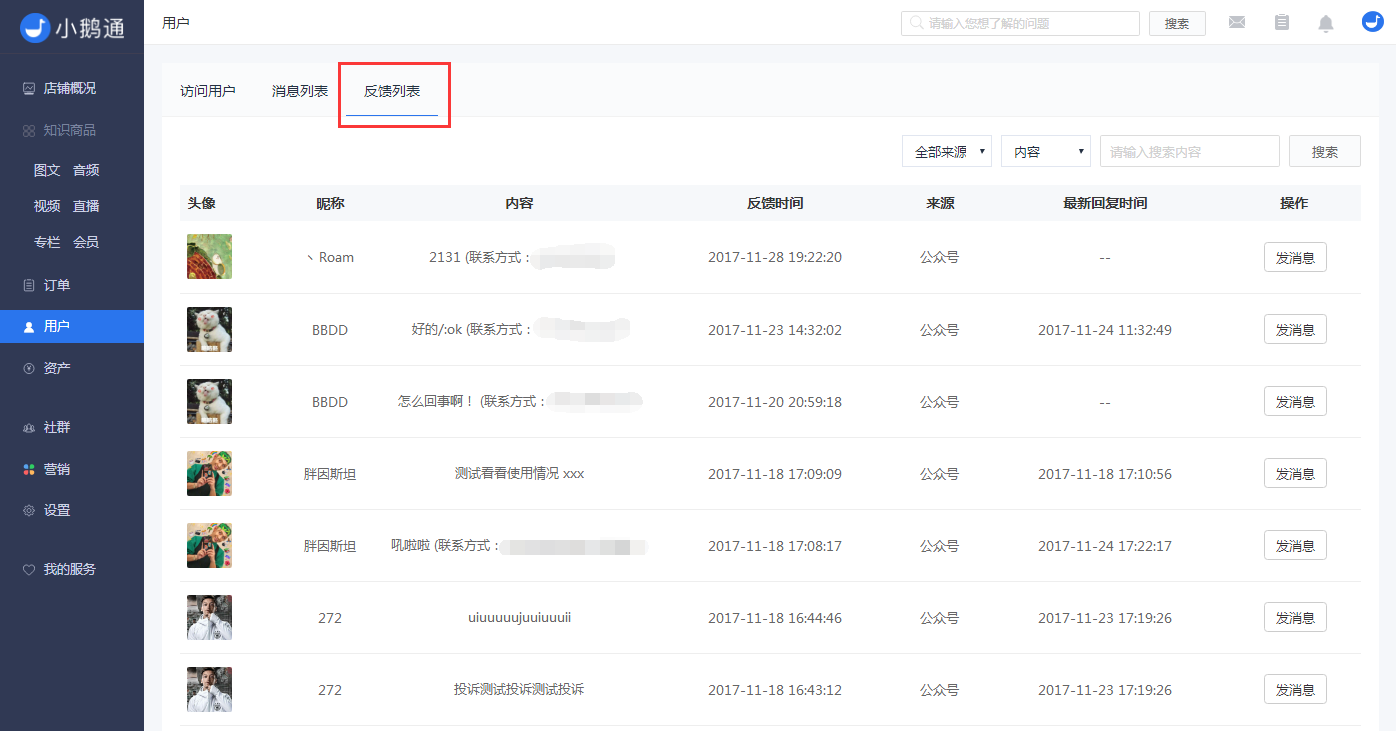 小鹅通
用户
请输入您想了解的问题
搜索
店铺概况
知识商品
图文 音频
视频 直播
专栏 会员
订单
用户
资产
社群
营销
设置
我的服务
访问用户 消息列表 反馈列表
全部来源 内容 请输入搜索内容 搜索
头像 昵称 内容 反馈时间 来源 最新回复时间 操作
丶Roam 2131 (联系方式 : 2017-11-28 19:22:20 公众号 -- 发消息
BBDD 好的/:ok (联系方式 : 2017-11-23 14:32:02 公众号 2017-11-24 11:32:49 发消息
BBDD 怎么回事啊！ (联系方式 : 2017-11-20 20:59:18 公众号 -- 发消息
胖因斯坦 测试看看使用情况 xxx 2017-11-18 17:09:09 公众号 2017-11-18 17:10:56 发消息
胖因斯坦 吼啦啦 (联系方式 : 2017-11-18 17:08:17 公众号 2017-11-24 17:22:17 发消息
272 uiuuuuujuuiuuuii 2017-11-18 16:44:46 公众号 2017-11-23 17:19:26 发消息
272 投诉测试投诉测试投诉 2017-11-18 16:43:12 公众号 2017-11-23 17:19:26 发消息